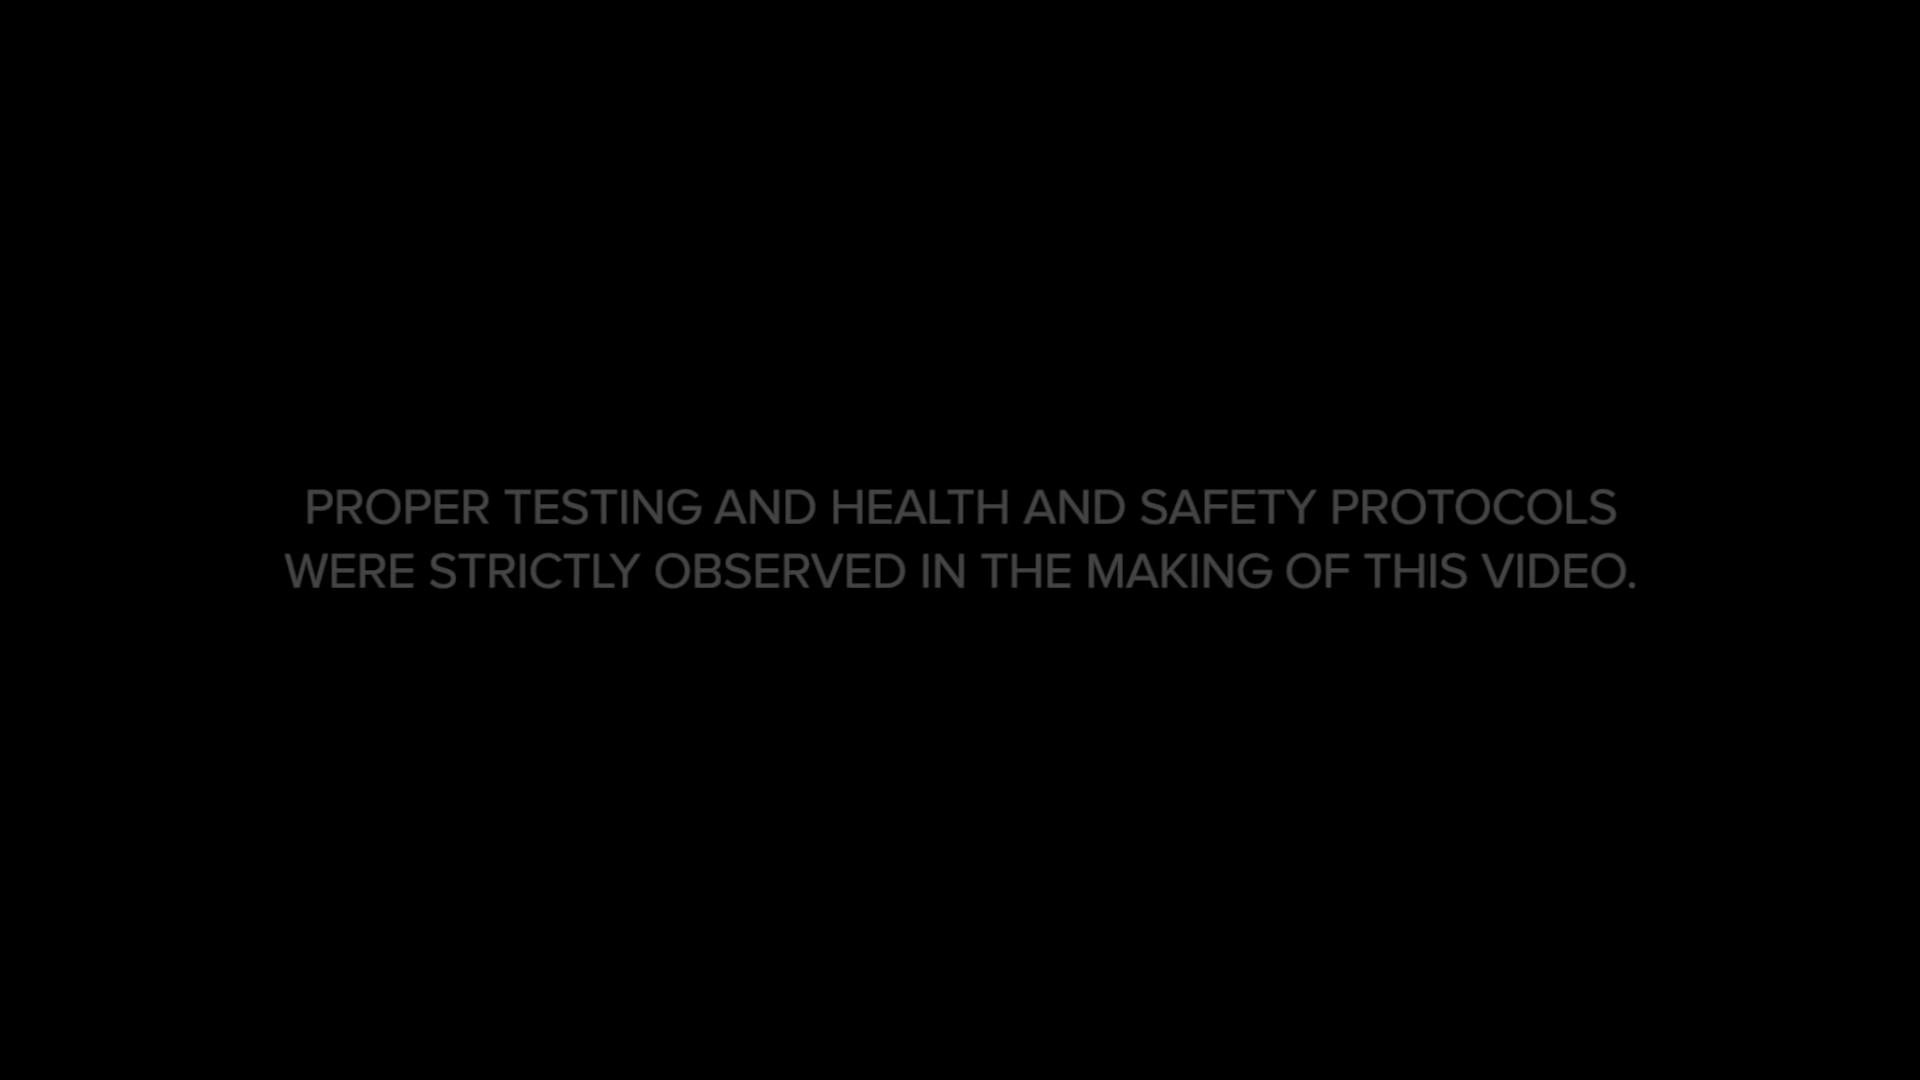 PROPER TESTING AND HEALTH AND SAFETY PROTOCOLS
WERE STRICTLY OBSERVED IN THE MAKING OF THIS VIDEO.